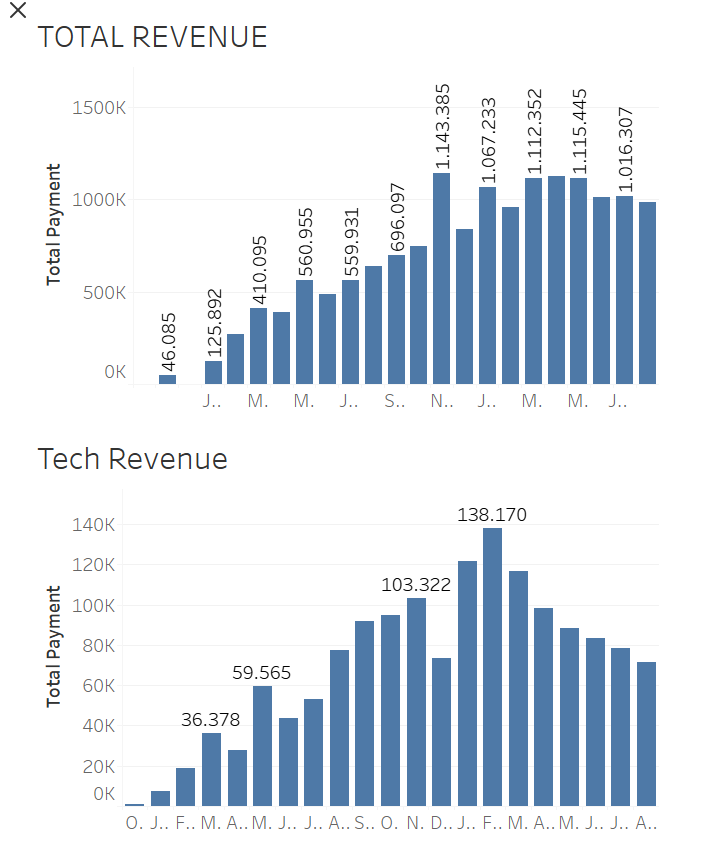 TOTAL REVENUE
Total Payment
1500K
1000K
500K
0K
46.085
125.892
410.095
560.955
559.931
696.097
1.143.385
1.067.233
1.112.352
1.115.445
1.016.307
J.. M. M. J.. S.. N.. J.. M. M. J..
Tech Revenue
Total Payment
140K
120K
100K
80K
60K
40K
20K
0K
36.378
59.565
103.322
138.170
O. J.. F.. M. A.. M. J.. J.. A.. S.. O. N. D.. J.. F.. M. A.. M. J.. J.. A..